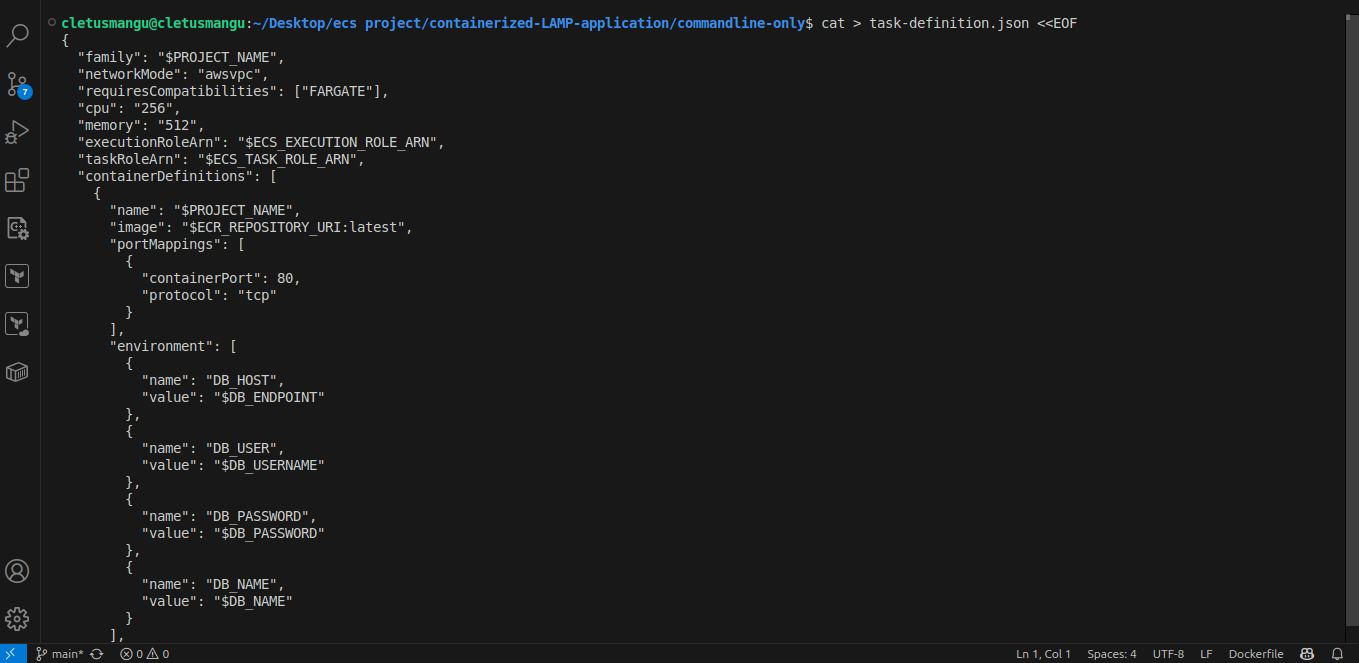 cletusmangu@cletusmangu:~/Desktop/ecs project/containerized-LAMP-application/commandline-only$ cat > task-definition.json <<EOF
{
  "family": "$PROJECT_NAME",
  "networkMode": "awsvpc",
  "requiresCompatibilities": ["FARGATE"],
  "cpu": "256",
  "memory": "512",
  "executionRoleArn": "$ECS_EXECUTION_ROLE_ARN",
  "taskRoleArn": "$ECS_TASK_ROLE_ARN",
  "containerDefinitions": [
    {
      "name": "$PROJECT_NAME",
      "image": "$ECR_REPOSITORY_URI:latest",
      "portMappings": [
        {
          "containerPort": 80,
          "protocol": "tcp"
        }
      ],
      "environment": [
        {
          "name": "DB_HOST",
          "value": "$DB_ENDPOINT"
        },
        {
          "name": "DB_USER",
          "value": "$DB_USERNAME"
        },
        {
          "name": "DB_PASSWORD",
          "value": "$DB_PASSWORD"
        },
        {
          "name": "DB_NAME",
          "value": "$DB_NAME"
        }
      ],
7
main* 0 0 Ln 1, Col 1 Spaces: 4 UTF-8 LF Dockerfile